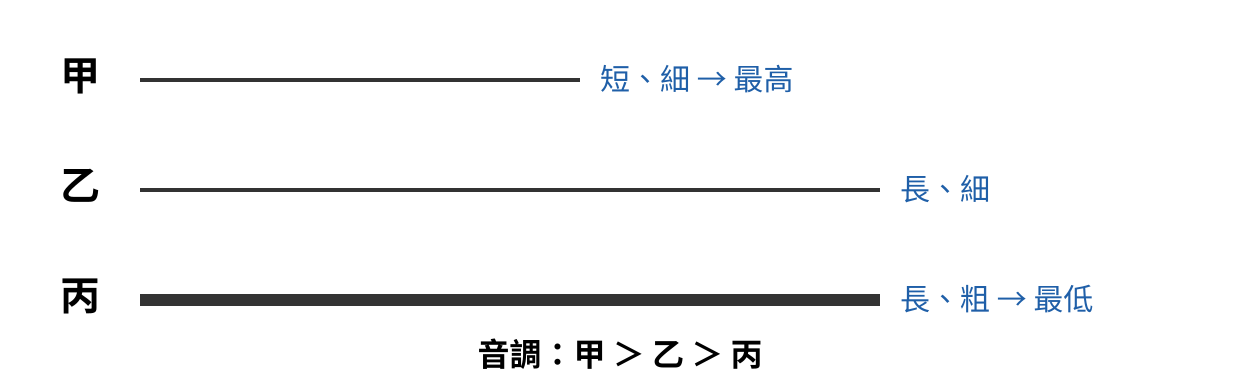 甲 短、細→最高
乙 長、細
丙 長、粗→最低
音調：甲 > 乙 > 丙